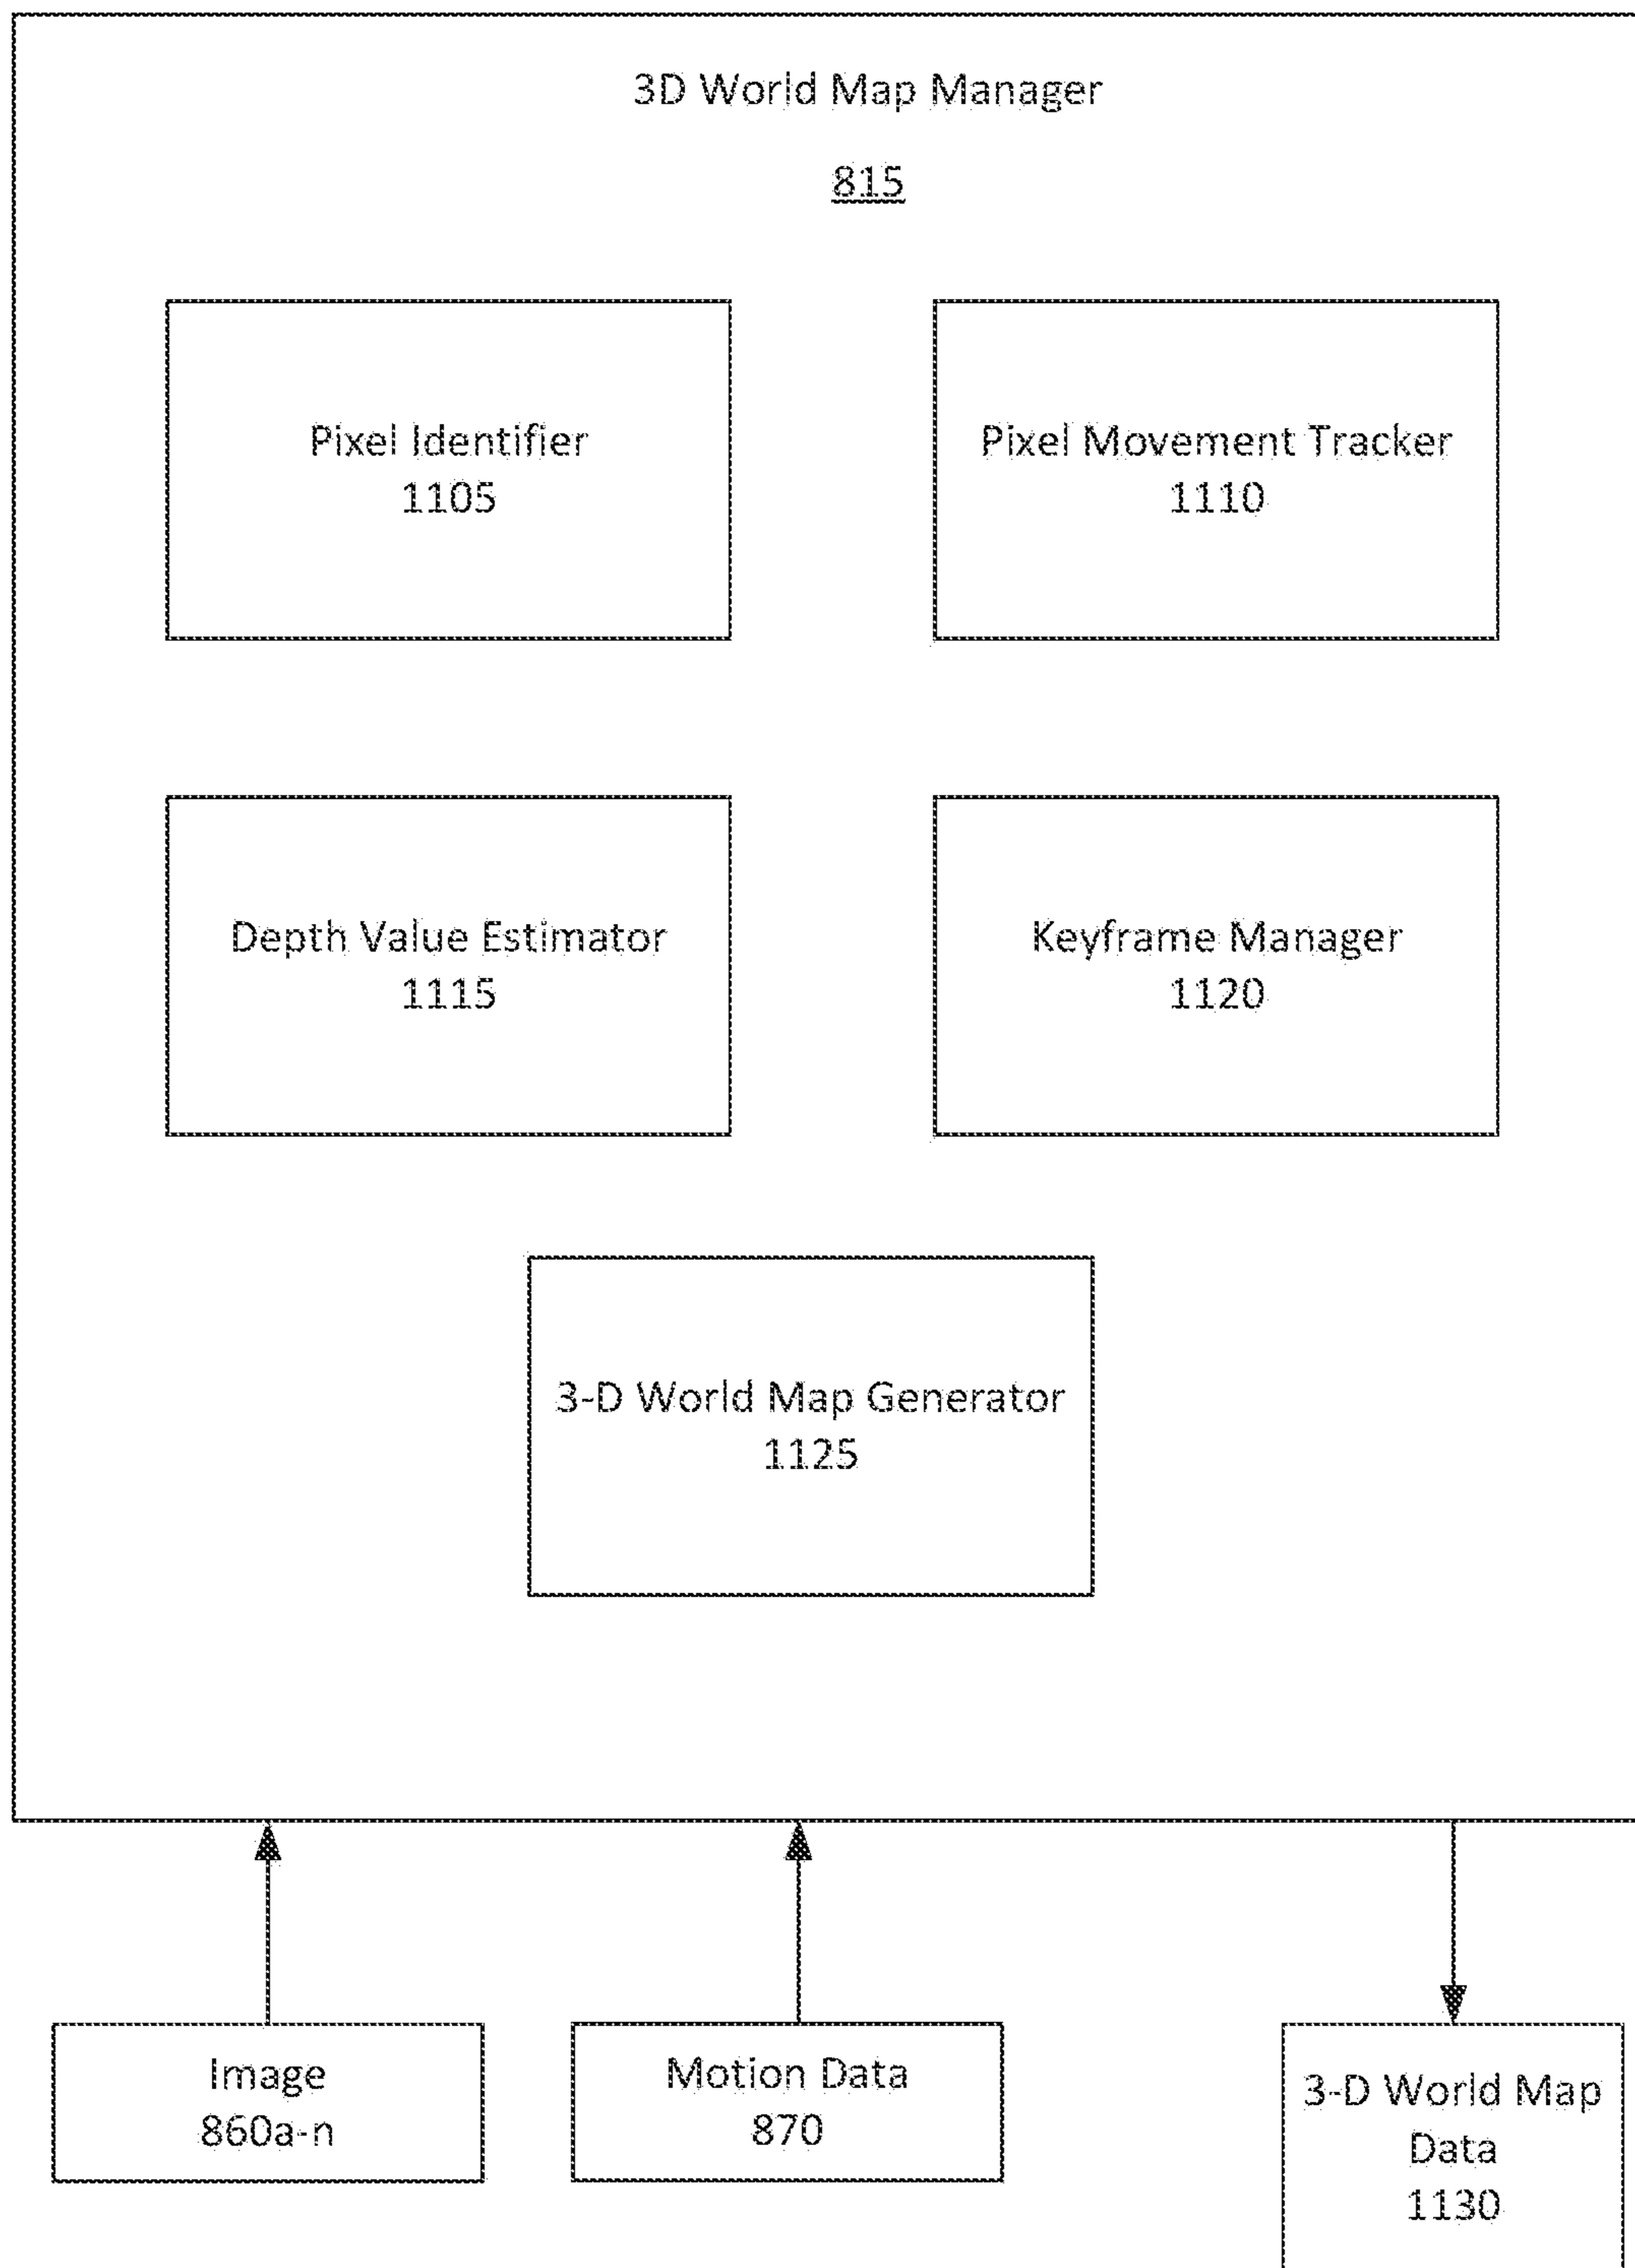 3D World Map Manager
815
Pixel Identifier
1105
Pixel Movement Tracker
1110
Depth Value Estimator
1115
Keyframe Manager
1120
3-D World Map Generator
1125
Image
860a-n
Motion Data
870
3-D World Map
Data
1130